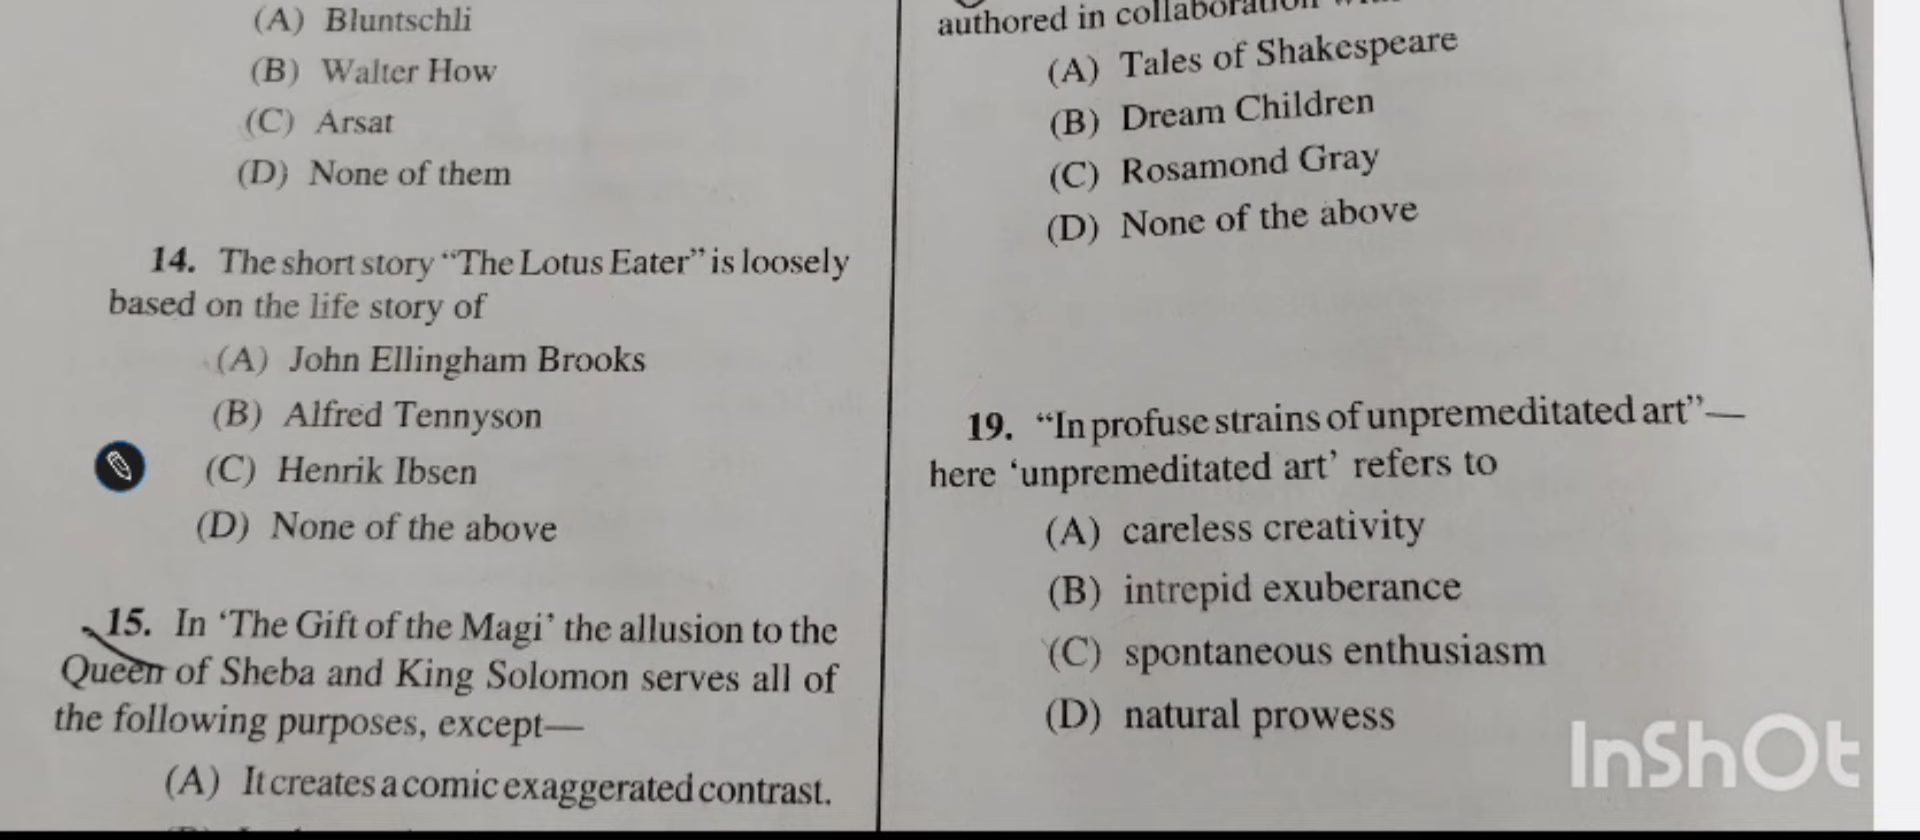 (A) Bluntschli
(B) Walter How
(C) Arsat
(D) None of them
14. The short story “The Lotus Eater” is loosely
based on the life story of
(A) John Ellingham Brooks
(B) Alfred Tennyson
(C) Henrik Ibsen
(D) None of the above
15. In ‘The Gift of the Magi’ the allusion to the
Queen of Sheba and King Solomon serves all of
the following purposes, except—
(A) It creates a comic exaggerated contrast.
authored in collaboration
(A) Tales of Shakespeare
(B) Dream Children
(C) Rosamond Gray
(D) None of the above
19. “In profuse strains of unpremeditated art”—
here ‘unpremeditated art’ refers to
(A) careless creativity
(B) intrepid exuberance
(C) spontaneous enthusiasm
(D) natural prowess
InShOt